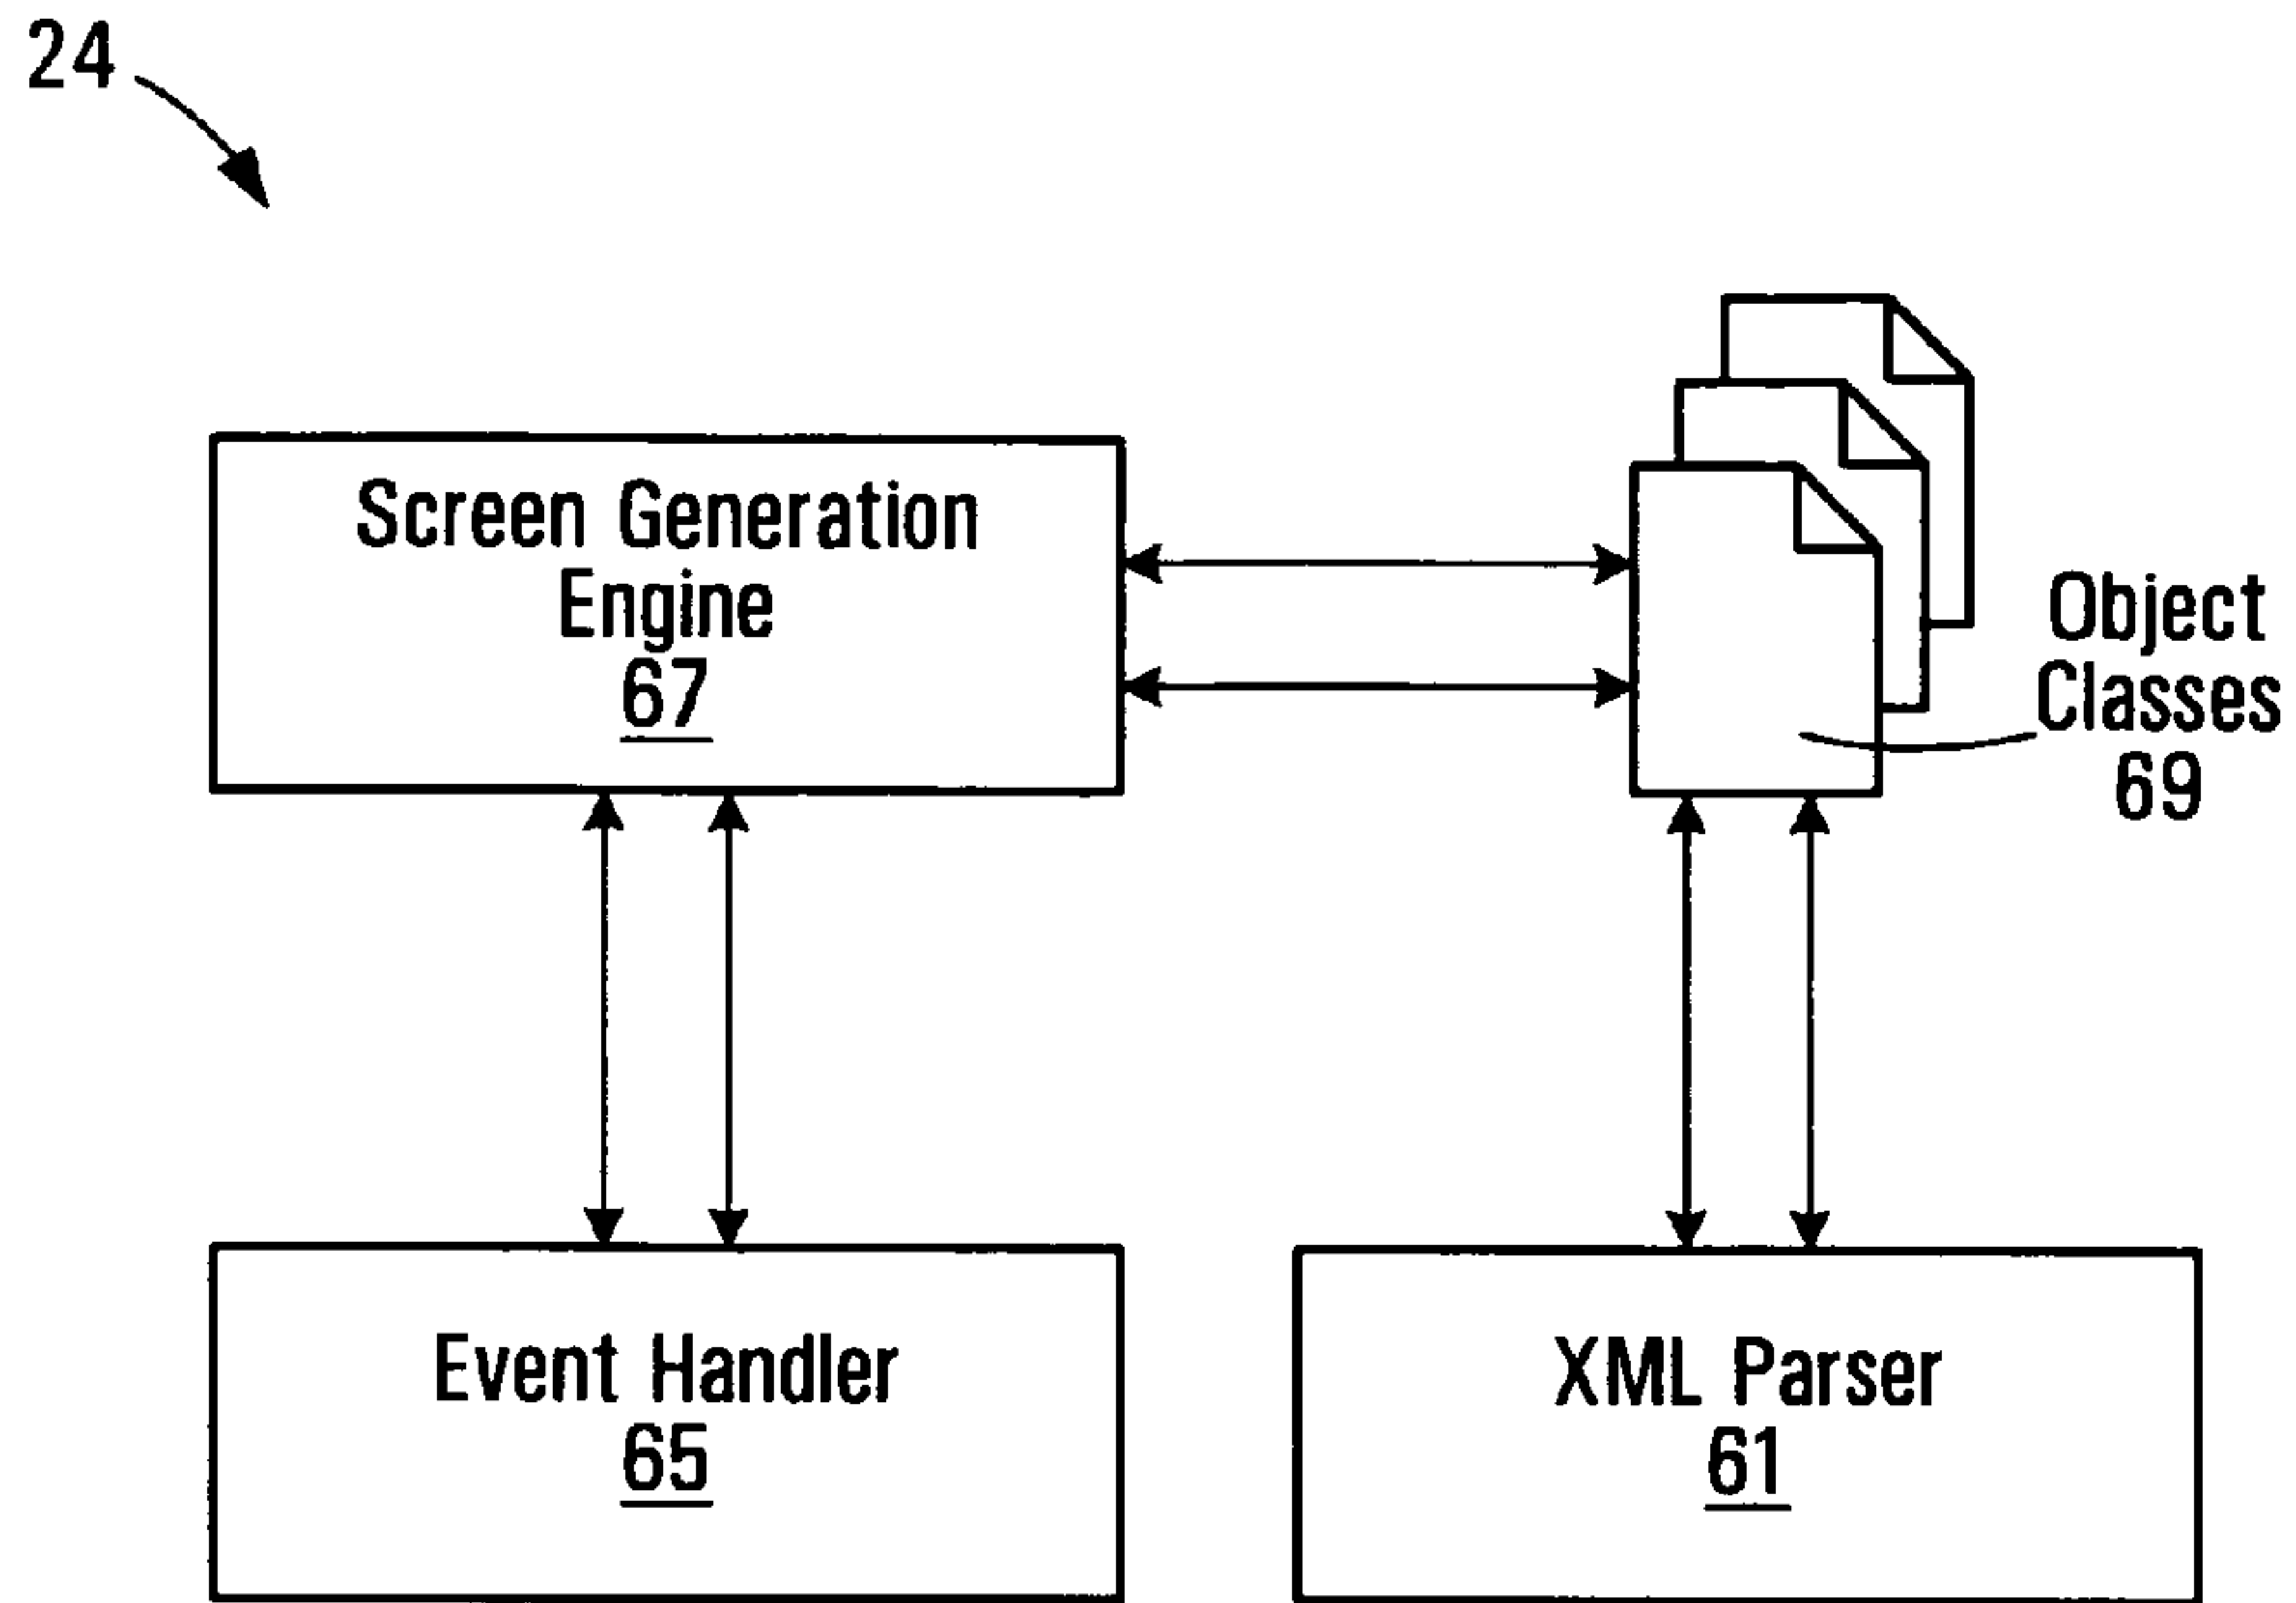 24
Screen Generation
Engine
67
Object
Classes
69
Event Handler
65
XML Parser
61